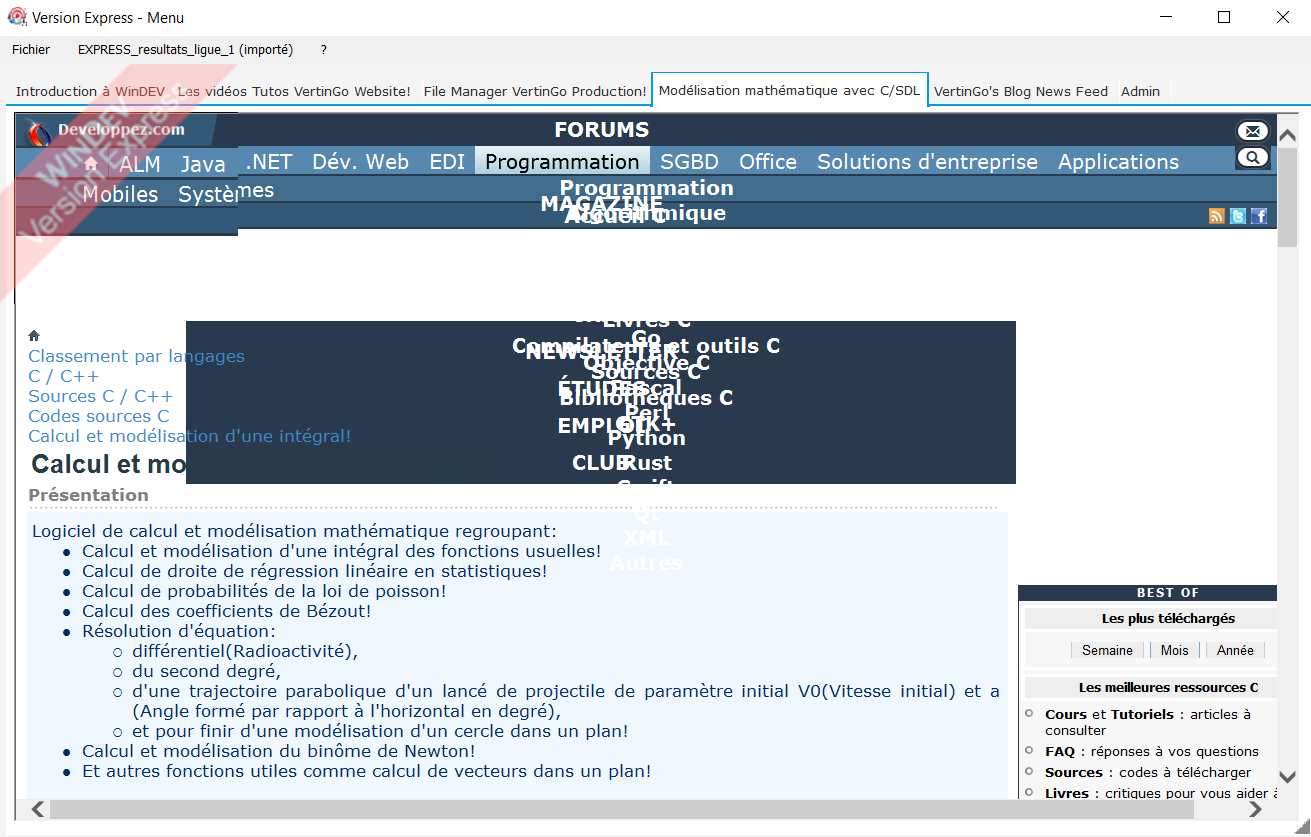 Version Express - Menu
Fichier EXPRESS_resultats_ligue_1 (importé) ?
Introduction à WinDEV Les vidéos Tutos VertinGo Website! File Manager VertinGo Production! Modélisation mathématique avec C/SDL VertinGo's Blog News Feed Admin
WINDEV
Version Express
Developpez.com
FORUMS
ALM Java .NET Dév. Web EDI Programmation SGBD Office Solutions d'entreprise Applications
Mobiles Systèmes
Programmation
MAGAZINE
Accueil C
Livres C
Go
Compilateurs et outils C
NEWSLETTER
Objective C
Sources C
ÉTUDES
Pascal
Bibliothèques C
Perl
GTK+
EMPLOI
Python
CLUB
Rust
Swift
Qt
XML
Autres
Classement par langages
C / C++
Sources C / C++
Codes sources C
Calcul et modélisation d'une intégral!
Calcul et mo
Présentation
Logiciel de calcul et modélisation mathématique regroupant:
Calcul et modélisation d'une intégral des fonctions usuelles!
Calcul de droite de régression linéaire en statistiques!
Calcul de probabilités de la loi de poisson!
Calcul des coefficients de Bézout!
Résolution d'équation:
différentiel(Radioactivité),
du second degré,
d'une trajectoire parabolique d'un lancé de projectile de paramètre initial V0(Vitesse initial) et a
(Angle formé par rapport à l'horizontal en degré),
et pour finir d'une modélisation d'un cercle dans un plan!
Calcul et modélisation du binôme de Newton!
Et autres fonctions utiles comme calcul de vecteurs dans un plan!
BEST OF
Les plus téléchargés
Semaine Mois Année
Les meilleures ressources C
Cours et Tutoriels : articles à
consulter
FAQ : réponses à vos questions
Sources : codes à télécharger
Livres : critiques pour vous aider à